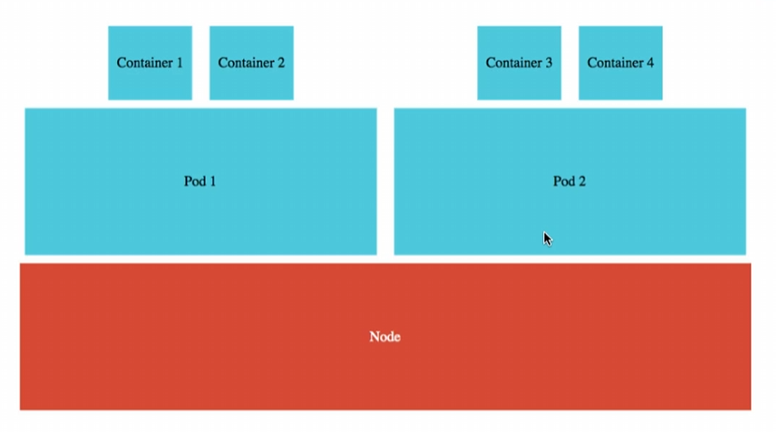 Container 1
Container 2
Container 3
Container 4
Pod 1
Pod 2
Node